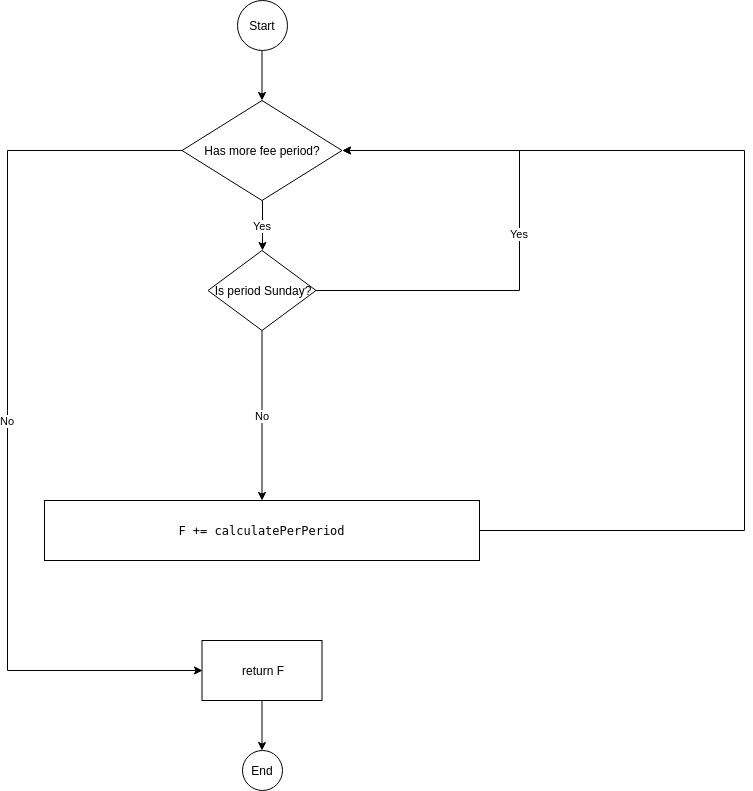 Start
Has more fee period?
Yes
Yes
Is period Sunday?
No
No
F += calculatePerPeriod
return F
End